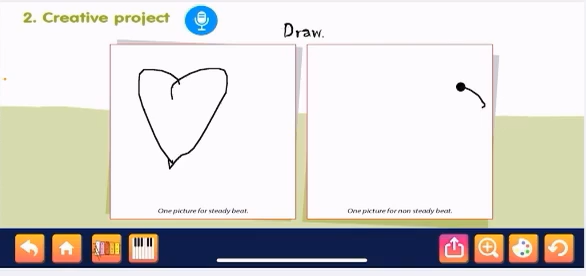 2. Creative project
Draw.
One picture for steady beat.
One picture for non steady beat.